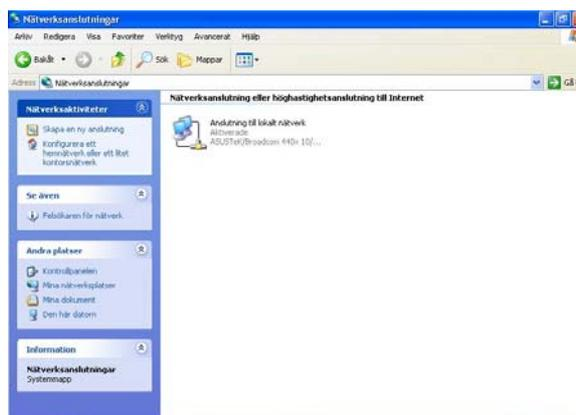 Nätverksanslutningar
Arkiv Redigera Visa Favoriter Verktyg Avancerat Hjälp
Bakåt Sök Mappar
Adress Nätverksanslutningar Gå
Nätverksaktiviteter
Skapa en ny anslutning
Konfigurera ett
hemnätverk eller ett litet
kontorsnätverk
Se även
Felsökaren för nätverk
Andra platser
Kontrollpanelen
Mina nätverksplatser
Mina dokument
Den här datorn
Information
Nätverksanslutningar
Systemmapp
Nätverksanslutning eller höghastighetsanslutning till Internet
Anslutning till lokalt nätverk
Aktiverade
ASUSTeK/Broadcom 440x 10/...